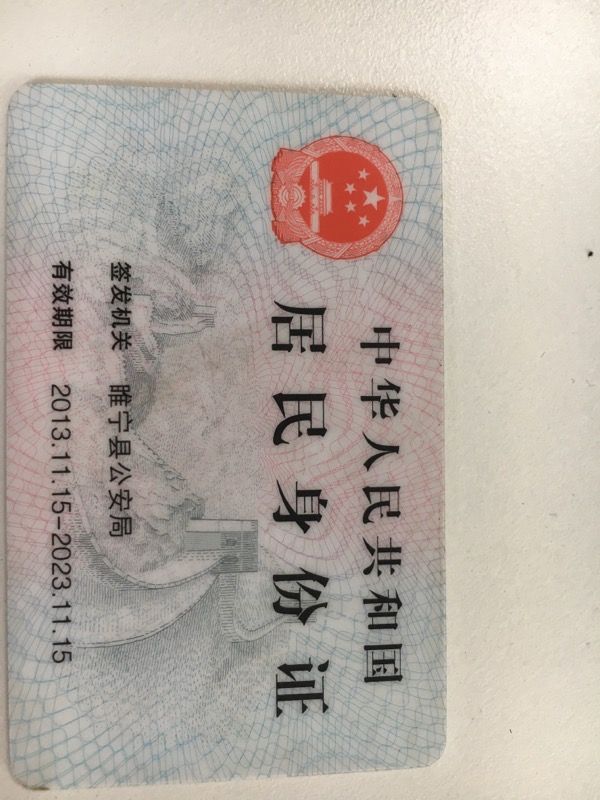 中华人民共和国
居民身份证
签发机关 睢宁县公安局
有效期限 2013.11.15-2023.11.15